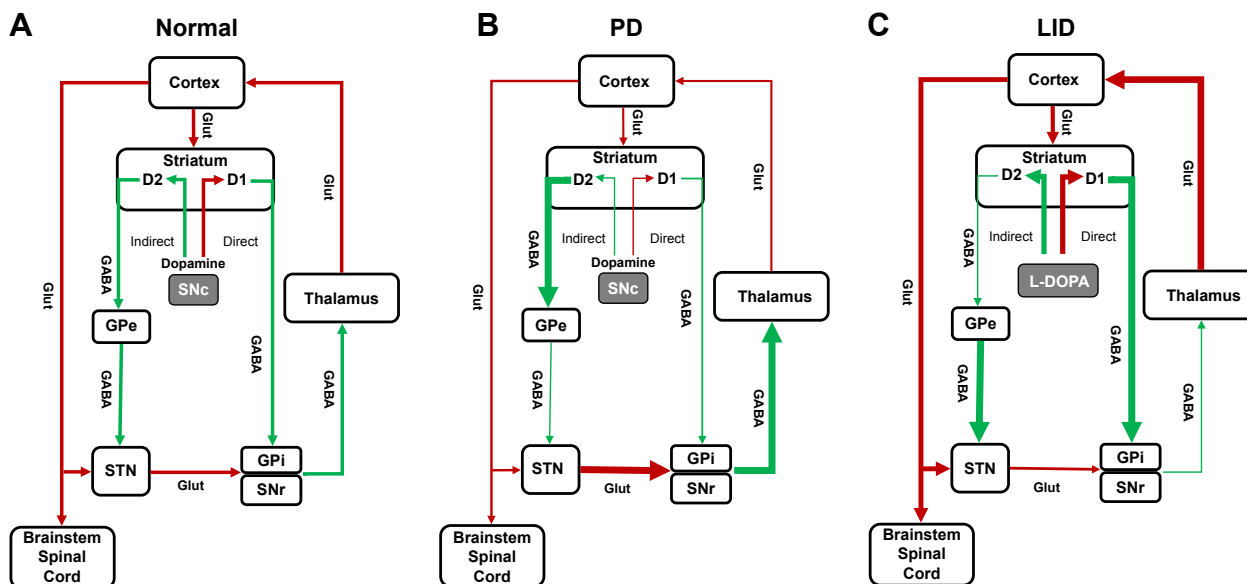 A
Normal
Cortex
Glut
Striatum
D2
D1
Glut
Indirect
Direct
Dopamine
SNc
GABA
Glut
Thalamus
GPe
GABA
GABA
GABA
STN
Glut
GPi
SNr
Brainstem
Spinal
Cord
B
PD
Cortex
Glut
Striatum
D2
D1
Glut
Indirect
Direct
Dopamine
SNc
GABA
Glut
Thalamus
GPe
GABA
GABA
GABA
STN
Glut
GPi
SNr
Brainstem
Spinal
Cord
C
LID
Cortex
Glut
Striatum
D2
D1
Glut
Indirect
Direct
L-DOPA
GABA
Glut
Thalamus
GPe
GABA
GABA
GABA
STN
Glut
GPi
SNr
Brainstem
Spinal
Cord